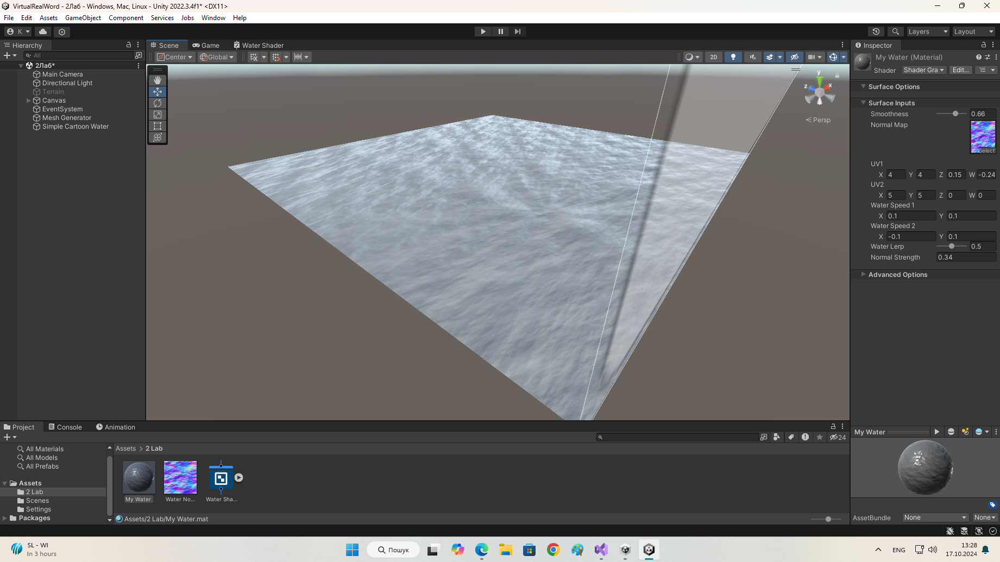 VirtualRealWord - 2Лаб - Windows, Mac, Linux - Unity 2022.3.4f1* <DX11>
File Edit Assets GameObject Component Services Jobs Window Help
K
Layers
Layout
Hierarchy
All
2Лаб*
Main Camera
Directional Light
Terrain
Canvas
EventSystem
Mesh Generator
Simple Cartoon Water
Scene
Game
Water Shader
Center
Global
2D
y
z
x
Persp
Inspector
My Water (Material)
Shader
Shader Gra
Edit...
Surface Options
Surface Inputs
Smoothness 0.66
Normal Map
Select
UV1
X 4 Y 4 Z 0.15 W -0.24
UV2
X 5 Y 5 Z 0 W 0
Water Speed 1
X 0.1 Y 0.1
Water Speed 2
X -0.1 Y 0.1
Water Lerp 0.5
Normal Strength 0.34
Advanced Options
Project
Console
Animation
24
All Materials
All Models
All Prefabs
Assets
2 Lab
Scenes
Settings
Packages
Assets > 2 Lab
My Water
Water No...
Water Sha...
Assets/2 Lab/My Water.mat
My Water
AssetBundle None None
SL - WI
In 3 hours
Пошук
ENG
13:28
17.10.2024